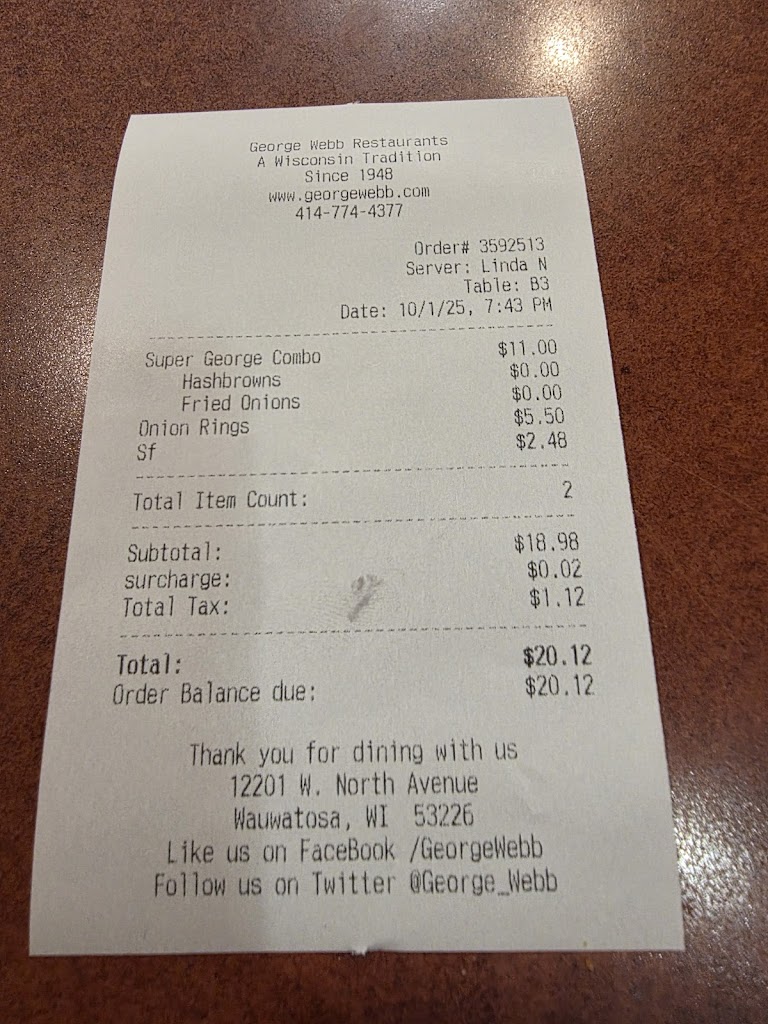 George Webb Restaurants
A Wisconsin Tradition
Since 1948
www.georgewebb.com
414-774-4377
Order# 3592513
Server: Linda N
Table: B3
Date: 10/1/25, 7:43 PM
Super George Combo $11.00
Hashbrowns $0.00
Fried Onions $0.00
Onion Rings $5.50
Sf $2.48
Total Item Count: 2
Subtotal: $18.98
surcharge: $0.02
Total Tax: $1.12
Total: $20.12
Order Balance due: $20.12
Thank you for dining with us
12201 W. North Avenue
Wauwatosa, WI 53226
Like us on FaceBook /GeorgeWebb
Follow us on Twitter @George_Webb